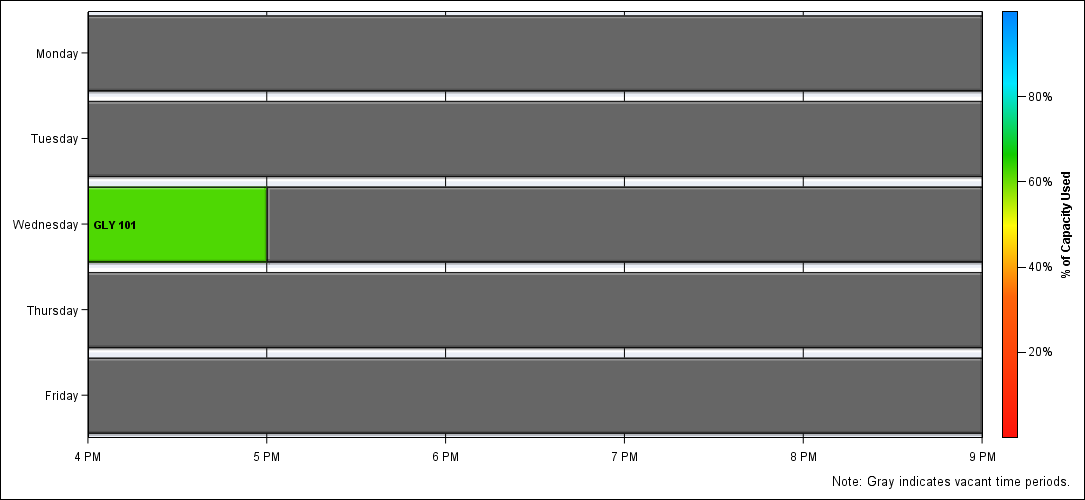 Monday
Tuesday
Wednesday
GLY 101
Thursday
Friday
4 PM 5 PM 6 PM 7 PM 8 PM 9 PM
80%
60%
40%
20%
% of Capacity Used
Note: Gray indicates vacant time periods.